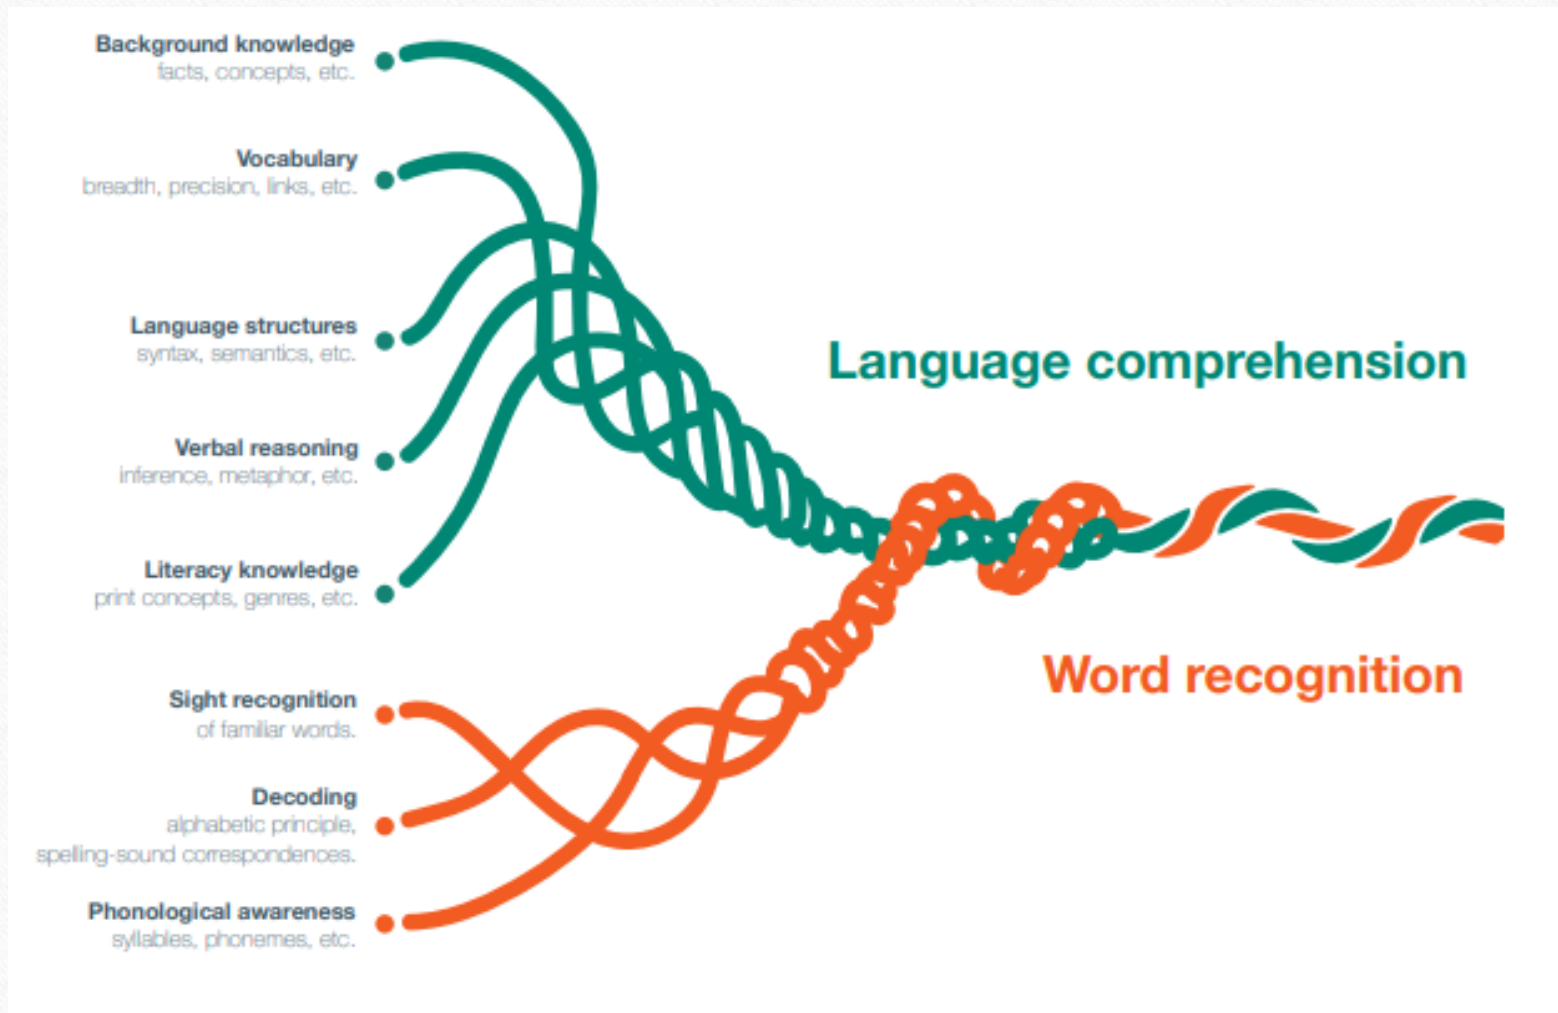 Background knowledge
facts, concepts, etc.
Vocabulary
breadth, precision, links, etc.
Language structures
syntax, semantics, etc.
Verbal reasoning
inference, metaphor, etc.
Literacy knowledge
print concepts, genres, etc.
Language comprehension
Word recognition
Sight recognition
of familiar words.
Decoding
alphabetic principle,
spelling-sound correspondences.
Phonological awareness
syllables, phonemes, etc.